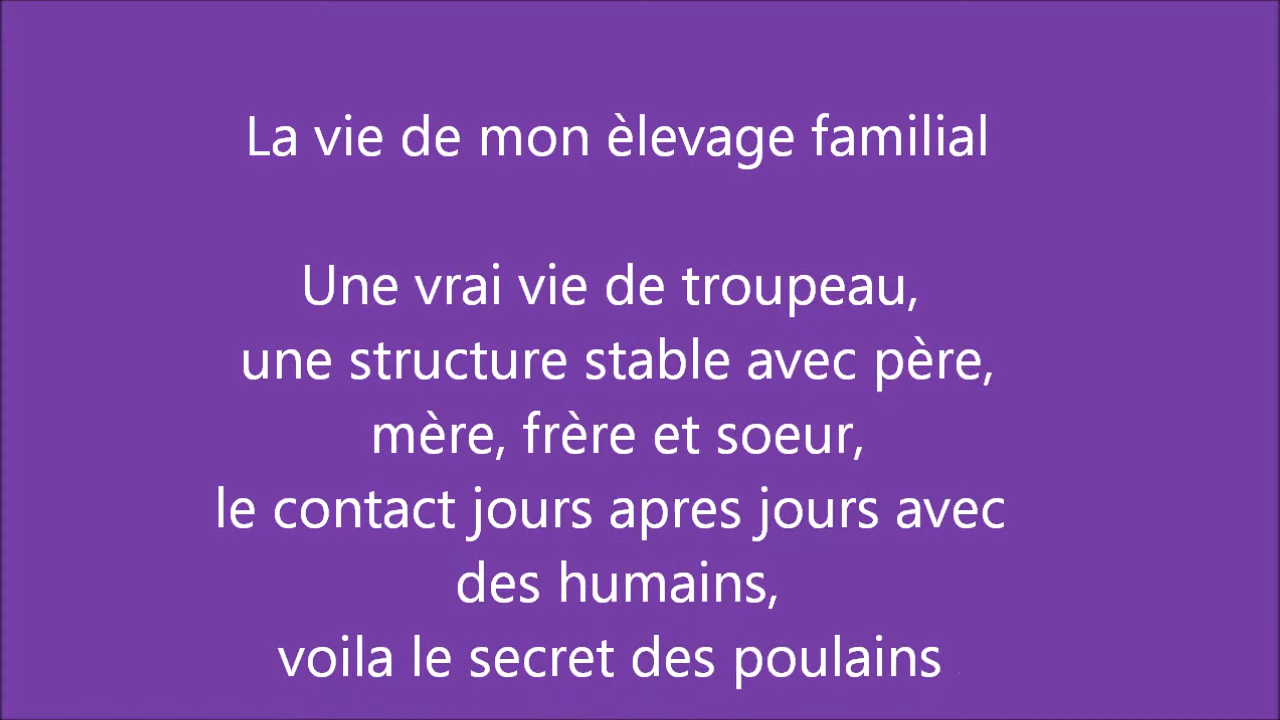 La vie de mon èlevage familial
Une vrai vie de troupeau,
une structure stable avec père,
mère, frère et soeur,
le contact jours apres jours avec
des humains,
voila le secret des poulains